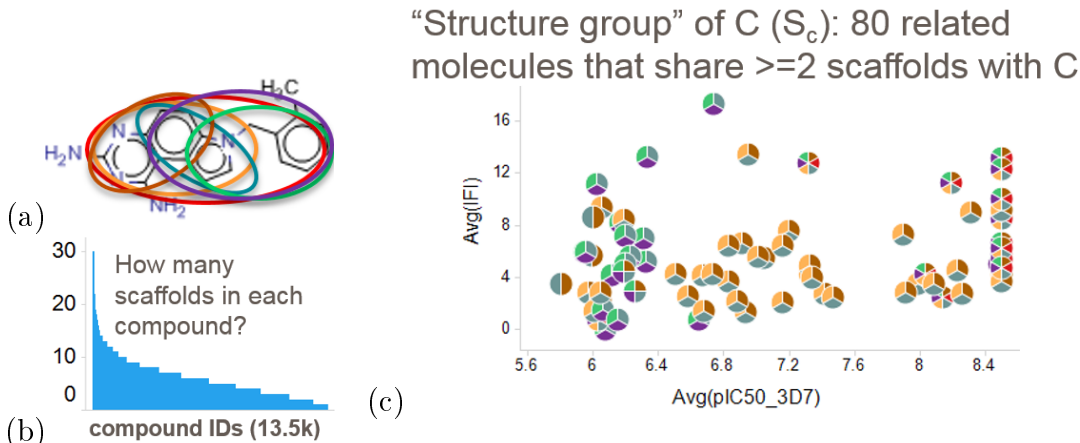 "Structure group" of C (Sc): 80 related
molecules that share >=2 scaffolds with C
H₃C
N
N
H₂N
N
NH₂
(a)
30
20
10
0
How many
scaffolds in each
compound?
compound IDs (13.5k)
(b)
16
12
8
4
0
Avg(IFI)
5.6 6 6.4 6.8 7.2 7.6 8 8.4
Avg(pIC50_3D7)
(c)